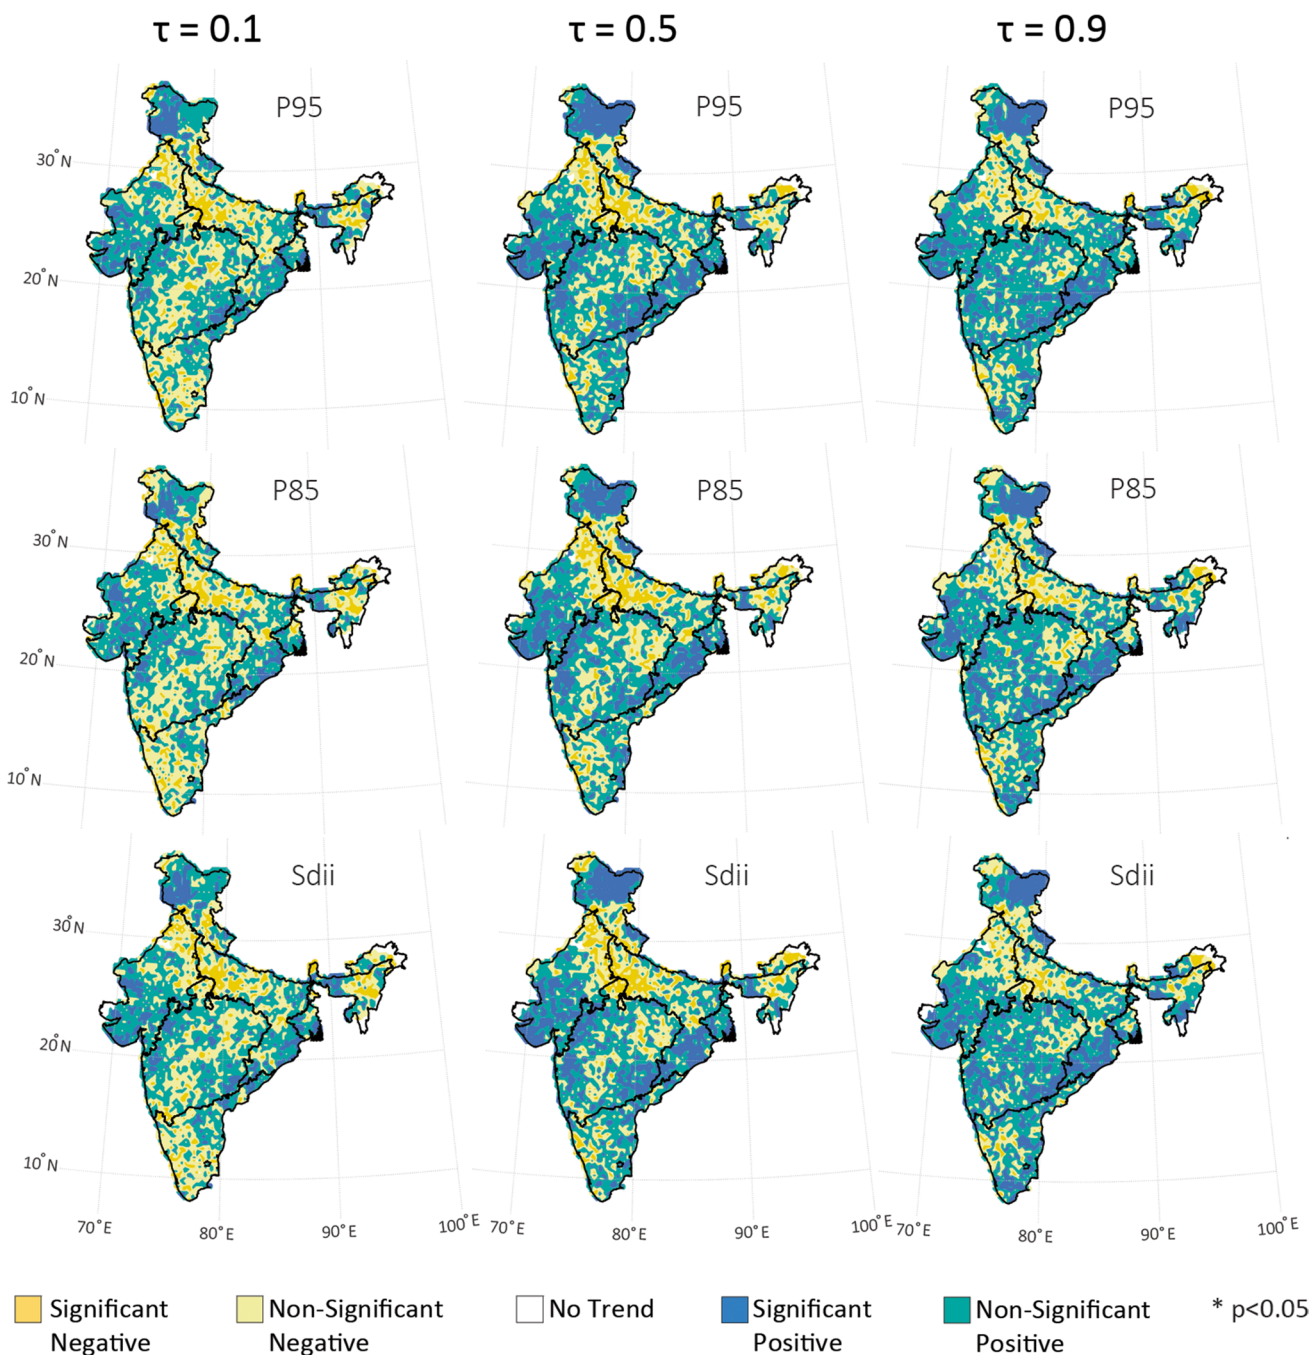 τ = 0.1 τ = 0.5 τ = 0.9
P95 P95 P95
30°N
20°N
10°N
P85 P85 P85
30°N
20°N
10°N
Sdii Sdii Sdii
30°N
20°N
10°N
70°E 80°E 90°E 100°E 70°E 80°E 90°E 100°E 70°E 80°E 90°E 100°E
Significant Non-Significant No Trend Significant Non-Significant * p<0.05
Negative Negative Positive Positive